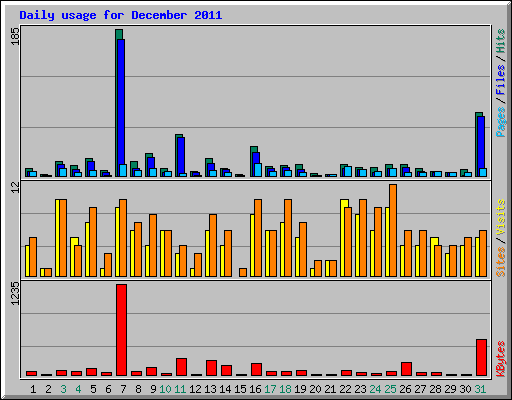 Daily usage for December 2011
185
Pages / Files / Hits
12
Sites / Visits
1235
KBytes
1 2 3 4 5 6 7 8 9 10 11 12 13 14 15 16 17 18 19 20 21 22 23 24 25 26 27 28 29 30 31